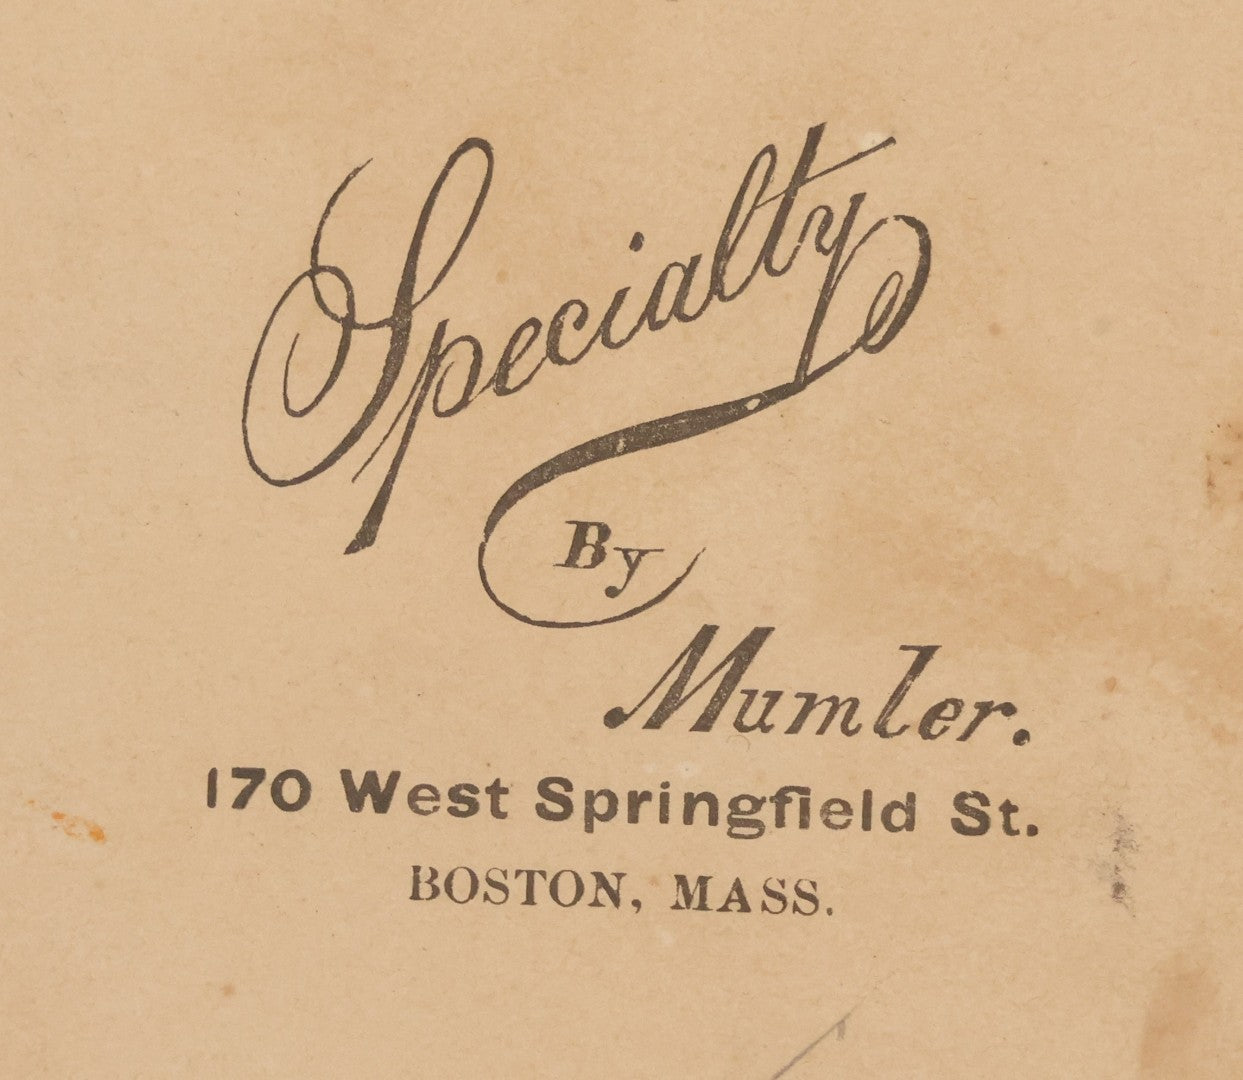 Specialty
By
Mumler.
170 West Springfield St.
BOSTON, MASS.